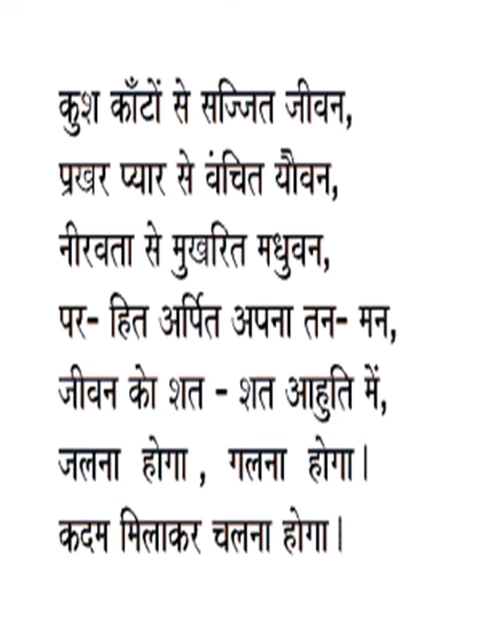 कुश काँटों से सज्जित जीवन,
प्रखर प्यार से वंचित यौवन,
नीरवता से मुखरित मधुवन,
पर- हित अर्पित अपना तन- मन,
जीवन को शत - शत आहुति में,
जलना होगा , गलना होगा।
कदम मिलाकर चलना होगा।